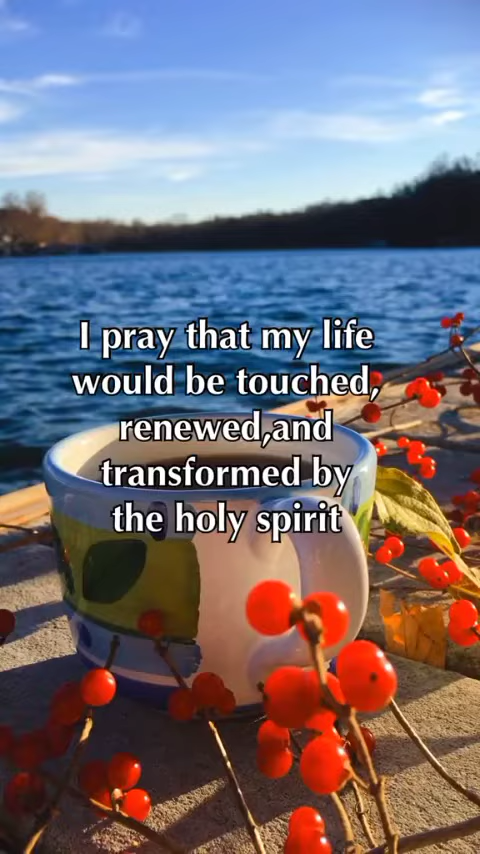 I pray that my life
would be touched,
renewed,and
transformed by
the holy spirit